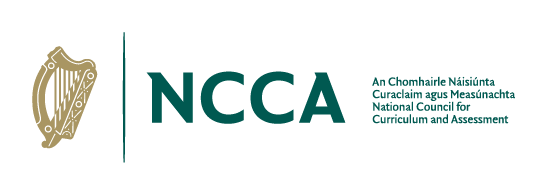 NCCA
An Chomhairle Náisiúnta
Curaclaim agus Measúnachta
National Council for
Curriculum and Assessment